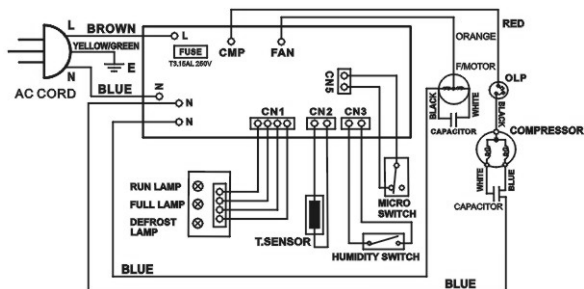 L
BROWN
YELLOW/GREEN
E
N
BLUE
AC CORD
L
FUSE
T3.15AL 250V
CMP
FAN
N
N
N
CN5
CN1
CN2
CN3
RED
ORANGE
F/MOTOR
OLP
BLACK
WHITE
CAPACITOR
BLACK
COMPRESSOR
WHITE
BLUE
CAPACITOR
RUN LAMP
FULL LAMP
DEFROST
LAMP
T.SENSOR
MICRO
SWITCH
HUMIDITY SWITCH
BLUE
BLUE